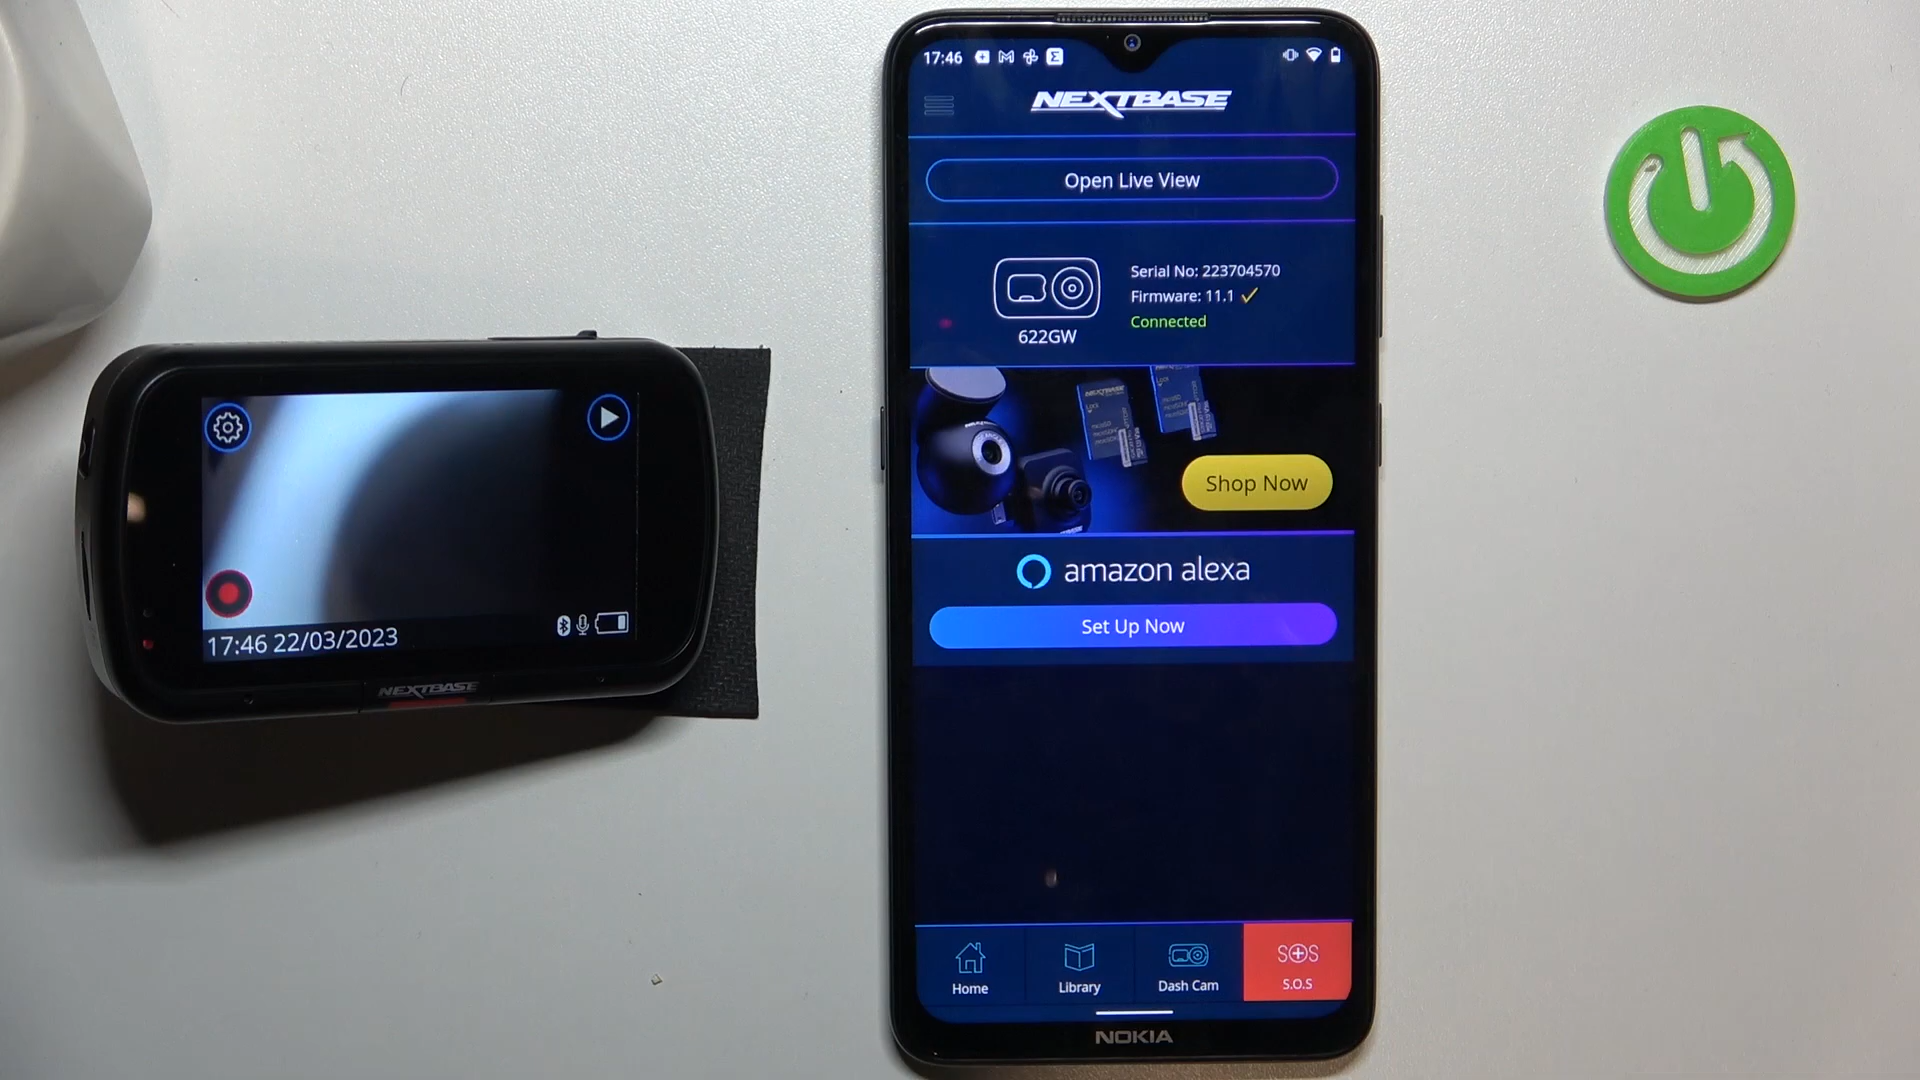 17:46
NEXTBASE
Open Live View
Serial No: 223704570
Firmware: 11.1
Connected
622GW
Shop Now
amazon alexa
Set Up Now
Home
Library
Dash Cam
SOS
S.O.S
NOKIA
17:46 22/03/2023
NEXTBASE